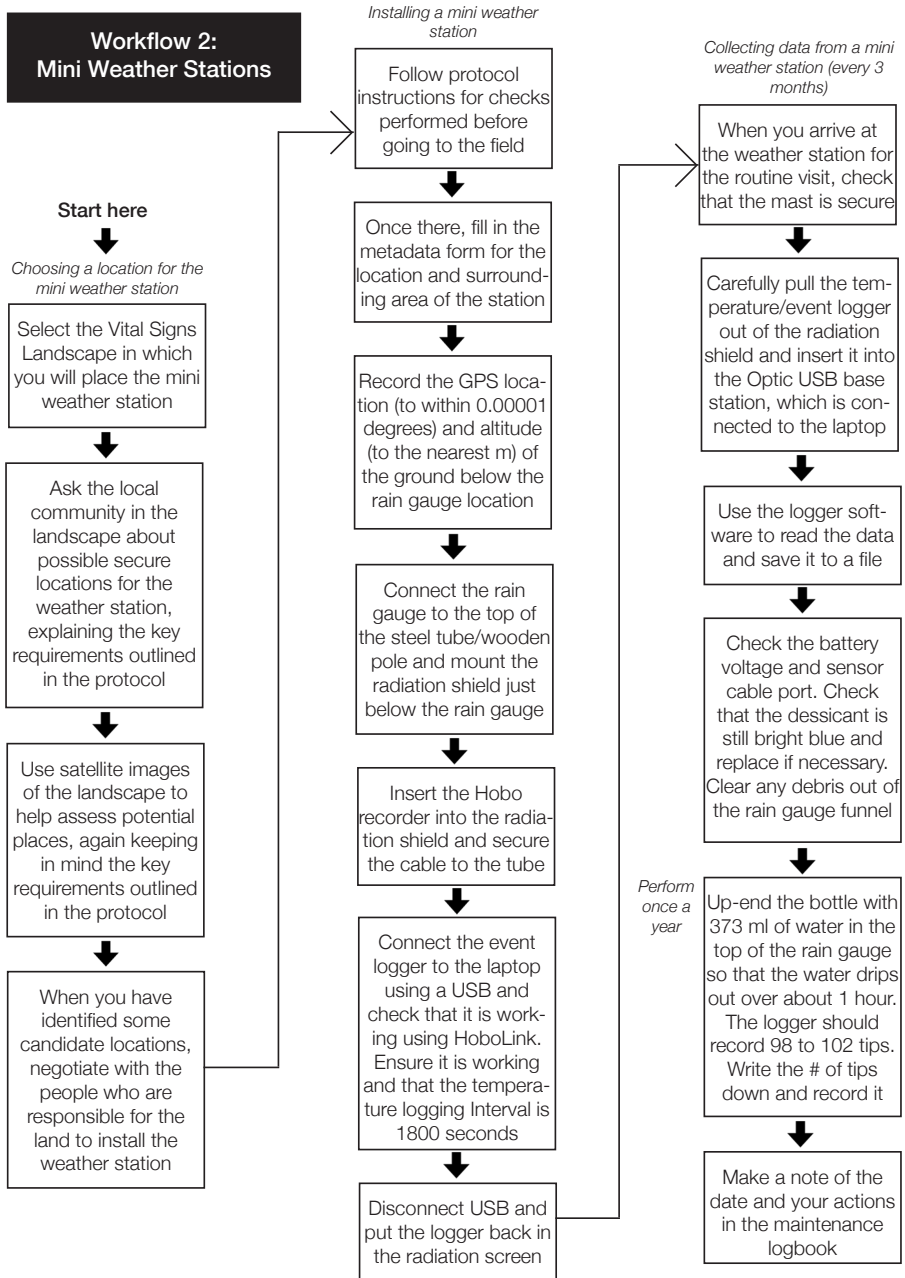 Workflow 2:
Mini Weather Stations
Start here
Choosing a location for the
mini weather station
Select the Vital Signs
Landscape in which
you will place the mini
weather station
Ask the local
community in the
landscape about
possible secure
locations for the
weather station,
explaining the key
requirements outlined
in the protocol
Use satellite images
of the landscape to
help assess potential
places, again keeping
in mind the key
requirements outlined
in the protocol
When you have
identified some
candidate locations,
negotiate with the
people who are
responsible for the
land to install the
weather station
Installing a mini weather
station
Follow protocol
instructions for checks
performed before
going to the field
Once there, fill in the
metadata form for the
location and surround-
ing area of the station
Record the GPS loca-
tion (to within 0.00001
degrees) and altitude
(to the nearest m) of
the ground below the
rain gauge location
Connect the rain
gauge to the top of
the steel tube/wooden
pole and mount the
radiation shield just
below the rain gauge
Insert the Hobo
recorder into the radia-
tion shield and secure
the cable to the tube
Connect the event
logger to the laptop
using a USB and
check that it is work-
ing using HoboLink.
Ensure it is working
and that the tempera-
ture logging Interval is
1800 seconds
Disconnect USB and
put the logger back in
the radiation screen
Collecting data from a mini
weather station (every 3
months)
When you arrive at
the weather station for
the routine visit, check
that the mast is secure
Carefully pull the tem-
perature/event logger
out of the radiation
shield and insert it into
the Optic USB base
station, which is con-
nected to the laptop
Use the logger soft-
ware to read the data
and save it to a file
Check the battery
voltage and sensor
cable port. Check
that the dessicant is
still bright blue and
replace if necessary.
Clear any debris out of
the rain gauge funnel
Perform
once a
year
Up-end the bottle with
373 ml of water in the
top of the rain gauge
so that the water drips
out over about 1 hour.
The logger should
record 98 to 102 tips.
Write the # of tips
down and record it
Make a note of the
date and your actions
in the maintenance
logbook